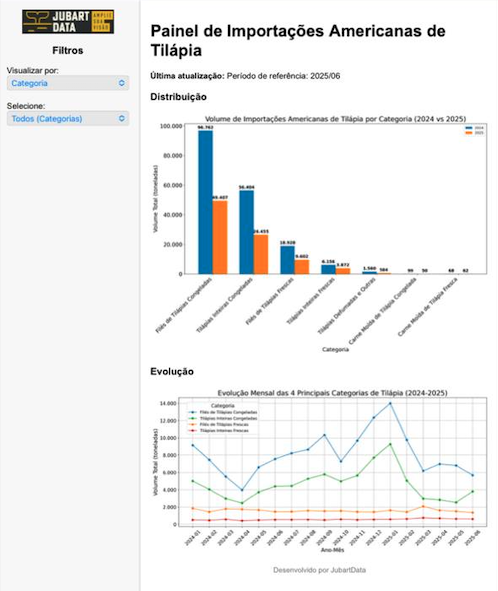 JUBART
DATA
AMPLIE
SUA
VISÃO
Filtros
Visualizar por:
Categoria
Selecione:
Todos (Categorias)
Painel de Importações Americanas de
Tilápia
Última atualização: Período de referência: 2025/06
Distribuição
Volume de Importações Americanas de Tilápia por Categoria (2024 vs 2025)
Volume Total (toneladas)
100.000
80.000
60.000
40.000
20.000
0
2024
2025
96.762
49.407
56.404
26.455
18.928
9.602
6.156
3.872
1.560
584
99
50
68
62
Filés de Tilápias Congeladas
Tilápias Inteiras Congeladas
Filés de Tilápias Frescas
Tilápias Inteiras Frescas
Tilápias Defumadas e Outras
Carne Moída de Tilápia Congelada
Carne Moída de Tilápia Fresca
Categoria
Evolução
Evolução Mensal das 4 Principais Categorias de Tilápia (2024-2025)
Volume Total (toneladas)
14.000
12.000
10.000
8.000
6.000
4.000
2.000
0
Categoria
Filés de Tilápias Congeladas
Tilápias Inteiras Congeladas
Filés de Tilápias Frescas
Tilápias Inteiras Frescas
2024-01
2024-02
2024-03
2024-04
2024-05
2024-06
2024-07
2024-08
2024-09
2024-10
2024-11
2024-12
2025-01
2025-02
2025-03
2025-04
2025-05
2025-06
Ano-Mês
Desenvolvido por JubartData